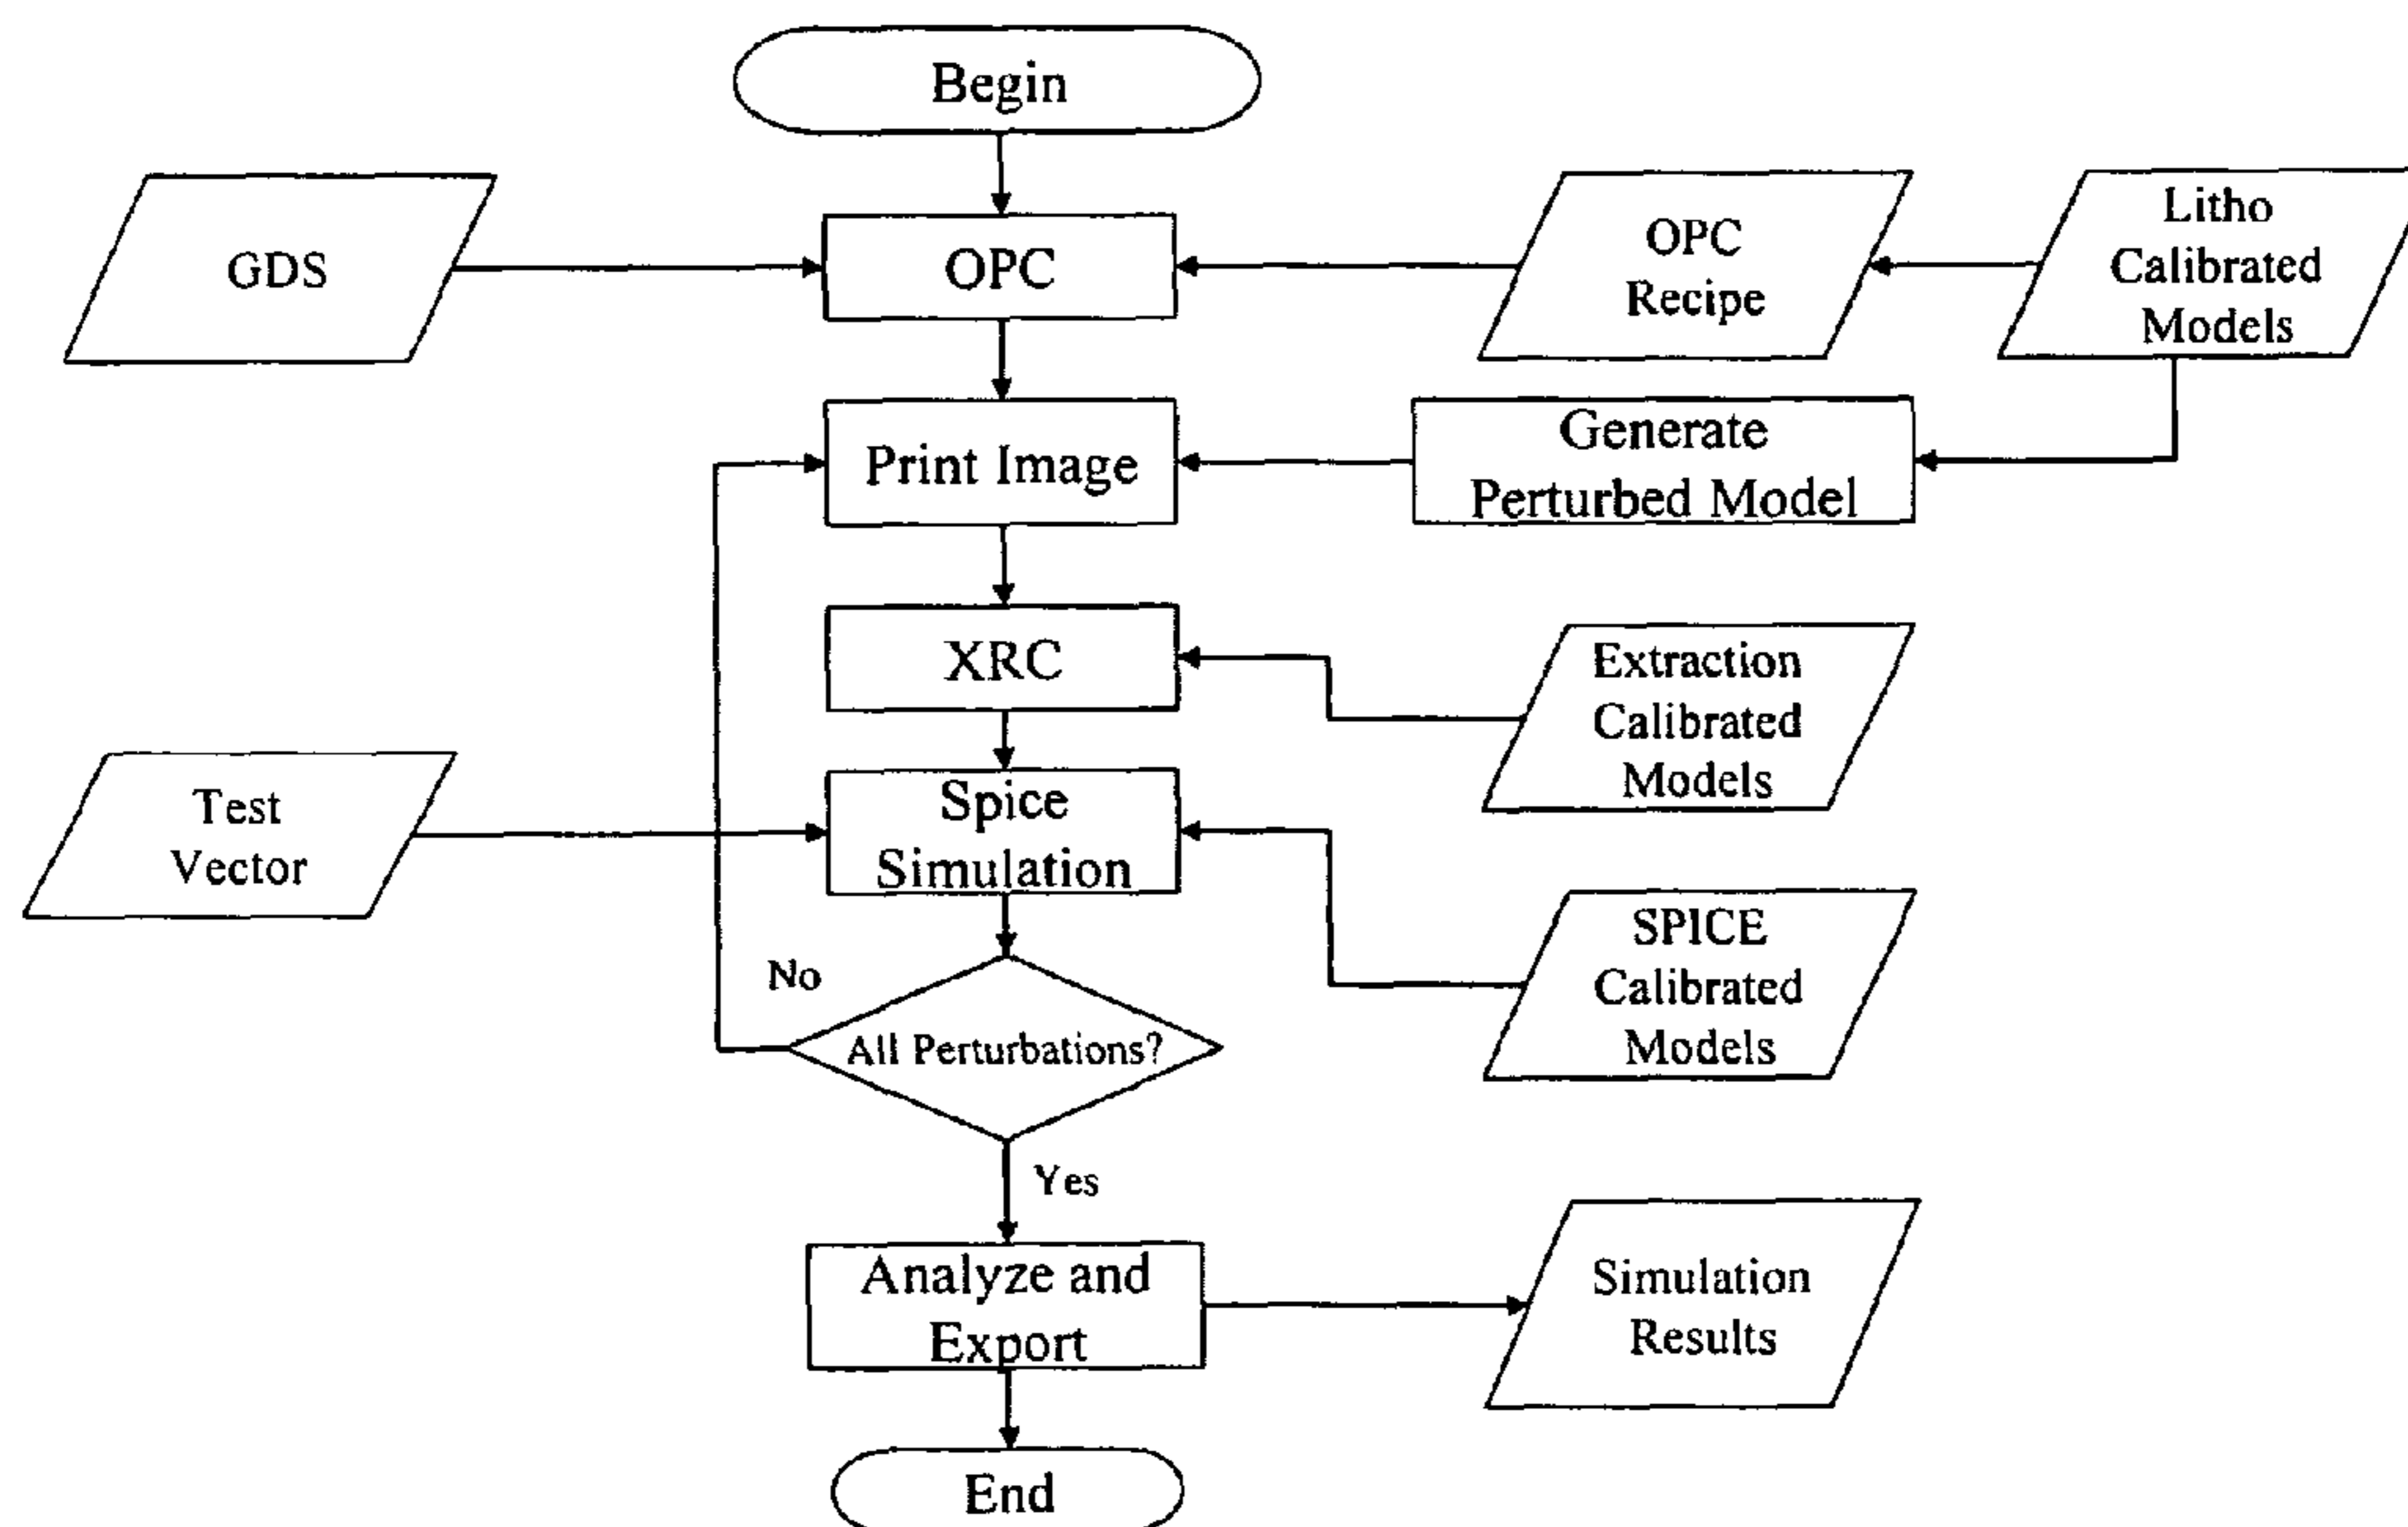 Begin
GDS
OPC
OPC
Recipe
Litho
Calibrated
Models
Print Image
Generate
Perturbed Model
XRC
Extraction
Calibrated
Models
Test
Vector
Spice
Simulation
SPICE
Calibrated
Models
No
All Perturbations?
Yes
Analyze and
Export
Simulation
Results
End